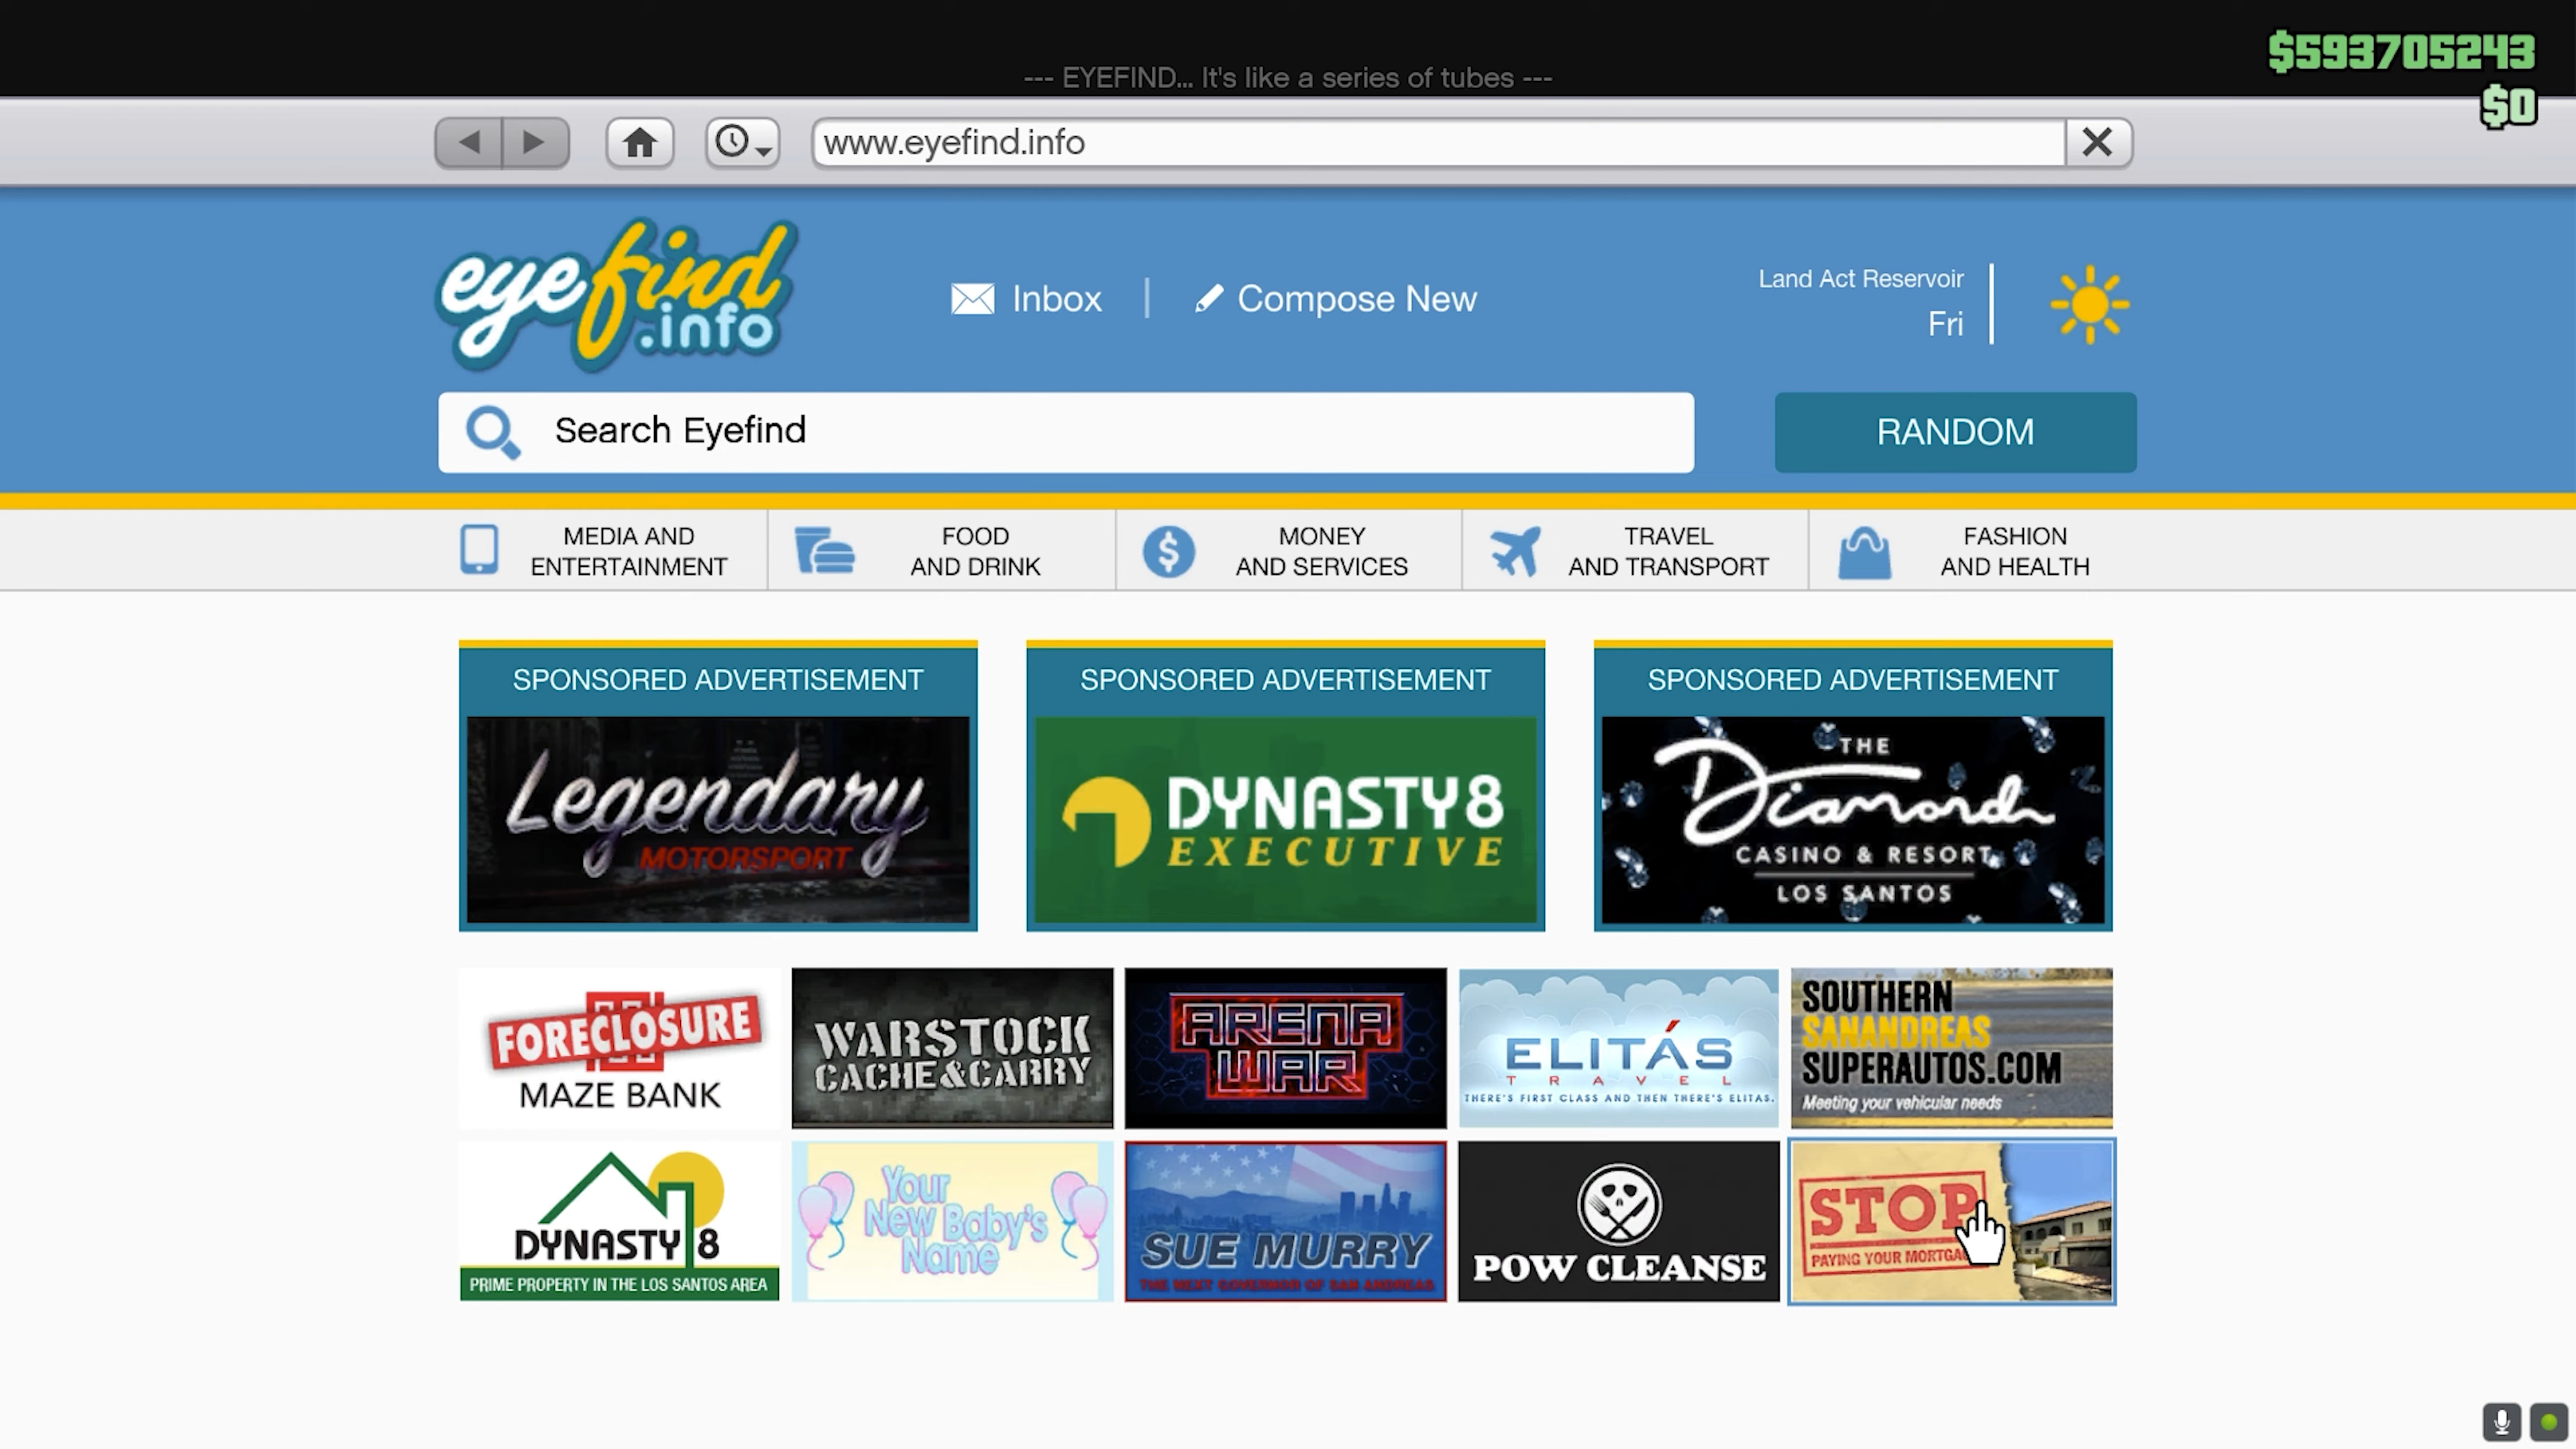 $593705243
--- EYEFIND... It's like a series of tubes ---
$0
www.eyefind.info
eyefind
.info
Inbox
Compose New
Land Act Reservoir
Fri
Search Eyefind
RANDOM
MEDIA AND
ENTERTAINMENT
FOOD
AND DRINK
MONEY
AND SERVICES
TRAVEL
AND TRANSPORT
FASHION
AND HEALTH
SPONSORED ADVERTISEMENT
Legendary
MOTORSPORT
SPONSORED ADVERTISEMENT
DYNASTY8
EXECUTIVE
SPONSORED ADVERTISEMENT
THE
Diamond
CASINO & RESORT
LOS SANTOS
FORECLOSURE
MAZE BANK
WARSTOCK
CACHE&CARRY
ARENA
WAR
ELITÁS
TRAVEL
THERE'S FIRST CLASS AND THEN THERE'S ELITAS.
SOUTHERN
SANANDREAS
SUPERAUTOS.COM
Meeting your vehicular needs
DYNASTY 8
PRIME PROPERTY IN THE LOS SANTOS AREA
Your
New Baby's
Name
SUE MURRY
THE NEXT GOVERNOR OF SAN ANDREAS
POW CLEANSE
STOP
PAYING YOUR